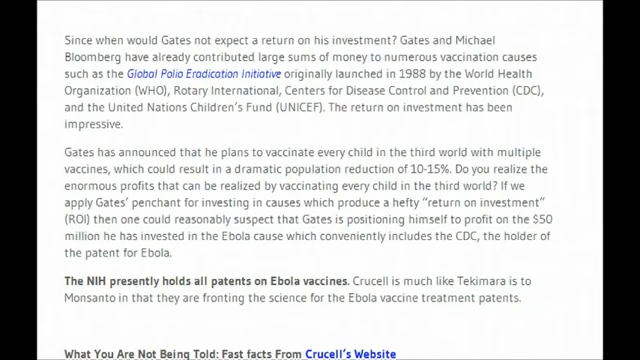 Since when would Gates not expect a return on his investment? Gates and Michael
Bloomberg have already contributed large sums of money to numerous vaccination causes
such as the Global Polio Eradication Initiative originally launched in 1988 by the World Health
Organization (WHO), Rotary International, Centers for Disease Control and Prevention (CDC),
and the United Nations Children's Fund (UNICEF). The return on investment has been
impressive.
Gates has announced that he plans to vaccinate every child in the third world with multiple
vaccines, which could result in a dramatic population reduction of 10-15%. Do you realize the
enormous profits that can be realized by vaccinating every child in the third world? If we
apply Gates' penchant for investing in causes which produce a hefty "return on investment"
(ROI) then one could reasonably suspect that Gates is positioning himself to profit on the $50
million he has invested in the Ebola cause which conveniently includes the CDC, the holder of
the patent for Ebola.
The NIH presently holds all patents on Ebola vaccines. Crucell is much like Tekimara is to
Monsanto in that they are fronting the science for the Ebola vaccine treatment patents.
What You Are Not Being Told: Fast facts From Crucell's Website